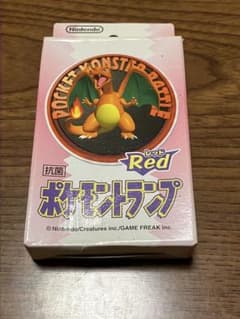 Nintendo
POCKET MONSTER BATTLE
レッド
Red
抗菌
ポケモントランプ
©Nintendo/Creatures inc./GAME FREAK inc.